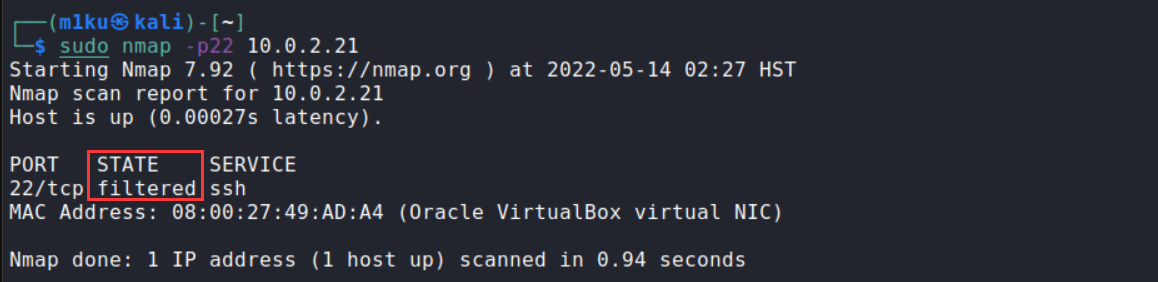 ┌──(m1ku㉿kali)-[~]
└─$ sudo nmap -p22 10.0.2.21
Starting Nmap 7.92 ( https://nmap.org ) at 2022-05-14 02:27 HST
Nmap scan report for 10.0.2.21
Host is up (0.00027s latency).
PORT   STATE    SERVICE
22/tcp filtered ssh
MAC Address: 08:00:27:49:AD:A4 (Oracle VirtualBox virtual NIC)
Nmap done: 1 IP address (1 host up) scanned in 0.94 seconds